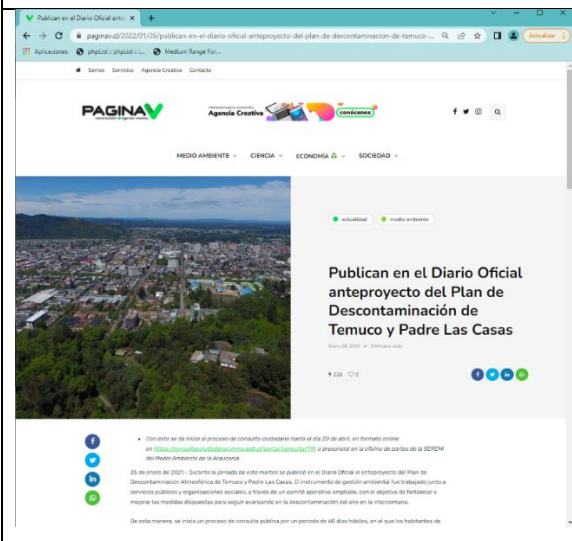 Publican en el Diario Oficial ante
paginav.cl/2022/01/26/publican-en-el-diario-oficial-anteproyecto-del-plan-de-descontaminacion-de-temuco-...
Actualizar
Aplicaciones phpList :: phpList :: i... Medium Range For...
Somos Servicios Agencia Creativa Contacto
PAGINAV
Agencia Creativa
conócenos
MEDIO AMBIENTE CIENCIA ECONOMÍA SOCIEDAD
actualidad medio ambiente
Publican en el Diario Oficial
anteproyecto del Plan de
Descontaminación de
Temuco y Padre Las Casas
Enero 26, 2022
226 0
Con esto se da inicio al proceso de consulta ciudadana hasta el día 20 de abril, en formato online
o presencial en la oficina de partes de la SEREMI
del Medio Ambiente de la Araucanía.
25 de enero de 2021.- Durante la jornada de este martes se publicó en el Diario Oficial el anteproyecto del Plan de
Descontaminación Atmosférica de Temuco y Padre Las Casas. El instrumento de gestión ambiental fue trabajado junto a
servicios públicos y organizaciones sociales, a través de un comité operativo ampliado, con el objetivo de fortalecer y
mejorar las medidas dispuestas para seguir avanzando en la descontaminación del aire en la intercomuna.
De esta manera, se inicia un proceso de consulta pública por un periodo de 60 días hábiles, en el que los habitantes de